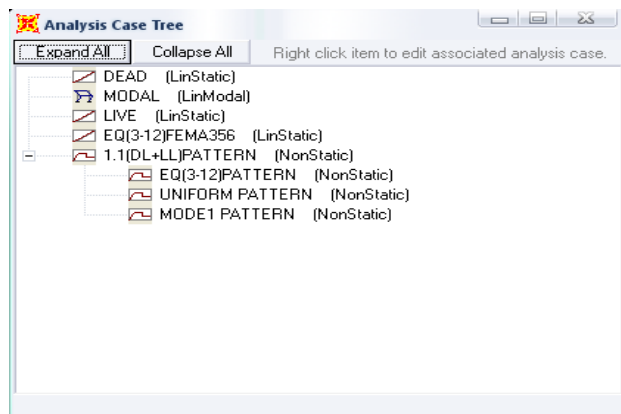 Analysis Case Tree
Expand All Collapse All Right click item to edit associated analysis case.
DEAD (LinStatic)
MODAL (LinModal)
LIVE (LinStatic)
EQ(3-12)FEMA356 (LinStatic)
1.1(DL+LL)PATTERN (NonStatic)
EQ(3-12)PATTERN (NonStatic)
UNIFORM PATTERN (NonStatic)
MODE1 PATTERN (NonStatic)